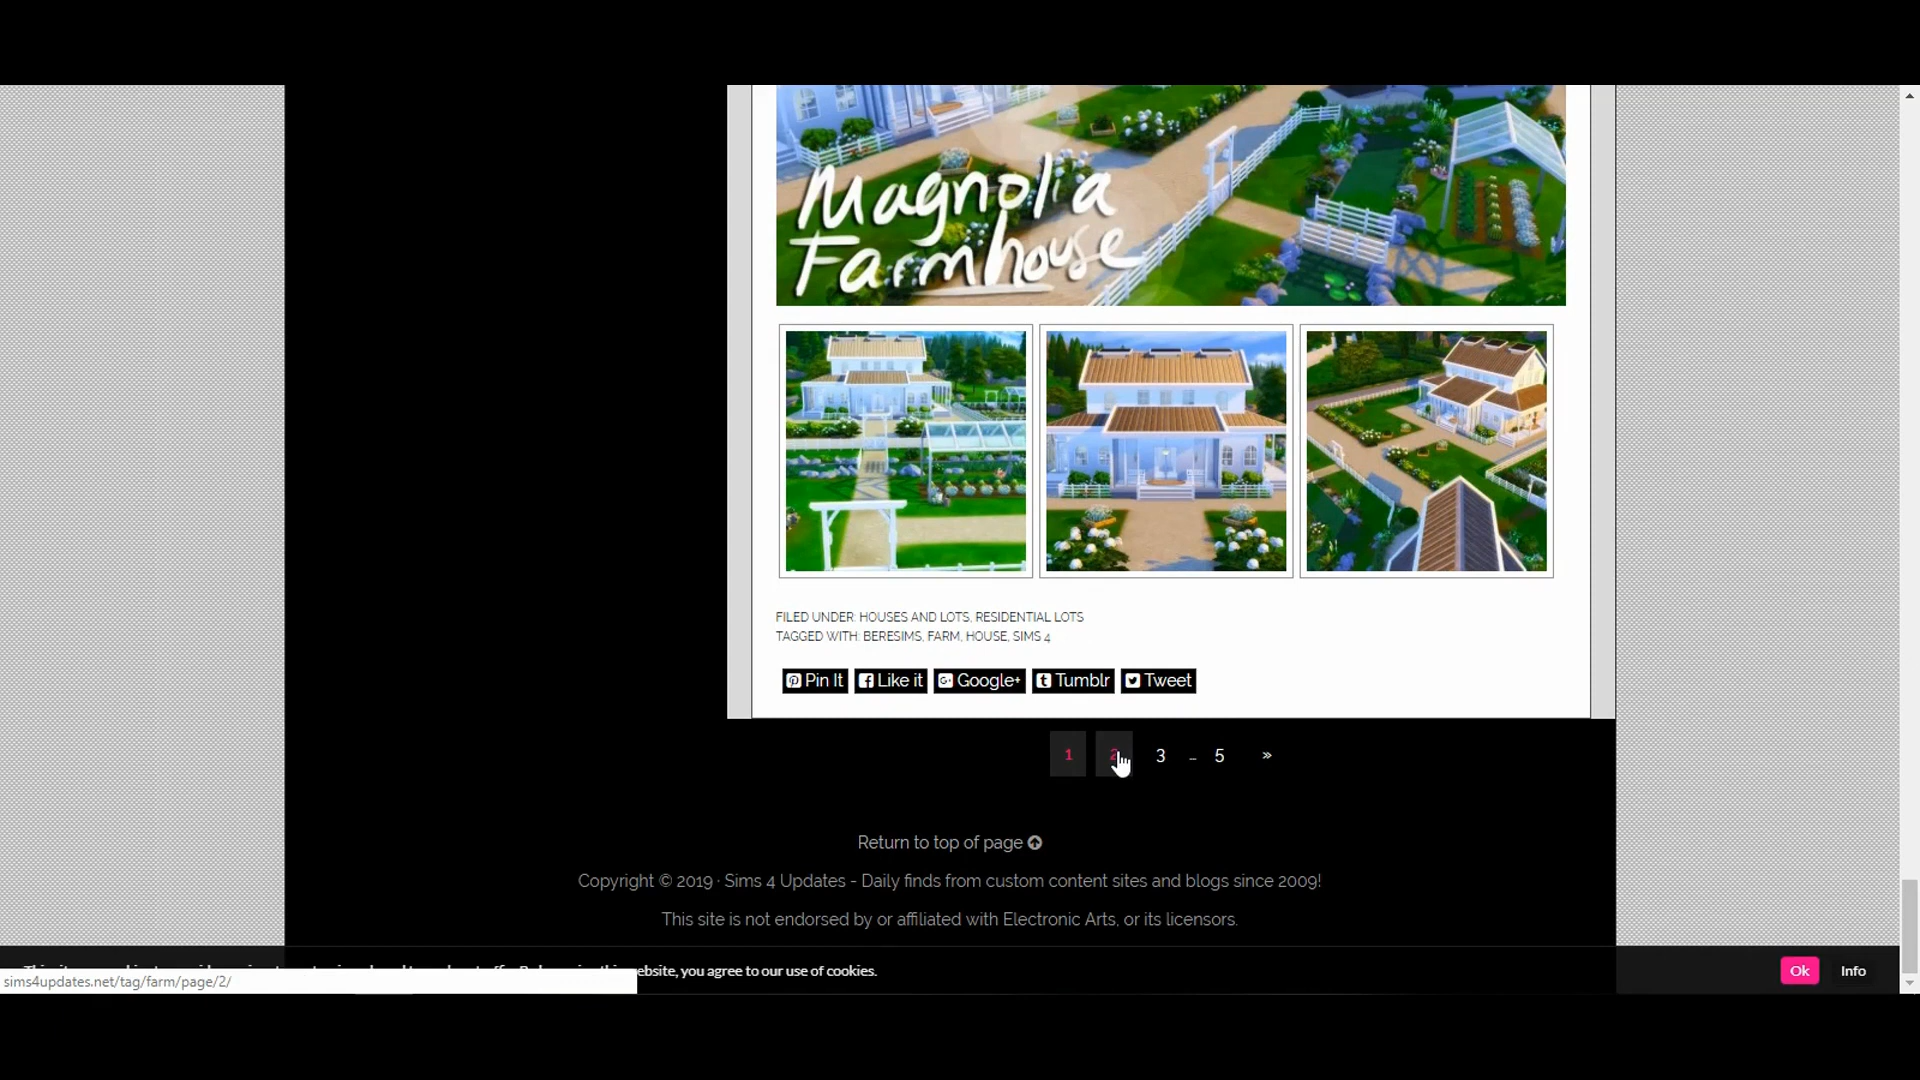 Magnolia
Farmhouse
FILED UNDER: HOUSES AND LOTS, RESIDENTIAL LOTS
TAGGED WITH: BERESIMS, FARM, HOUSE, SIMS 4
Pin It Like it Google+ Tumblr Tweet
1 2 3 ... 5 »
Return to top of page
Copyright © 2019 · Sims 4 Updates - Daily finds from custom content sites and blogs since 2009!
This site is not endorsed by or affiliated with Electronic Arts, or its licensors.
website, you agree to our use of cookies. Ok Info
sims4updates.net/tag/farm/page/2/